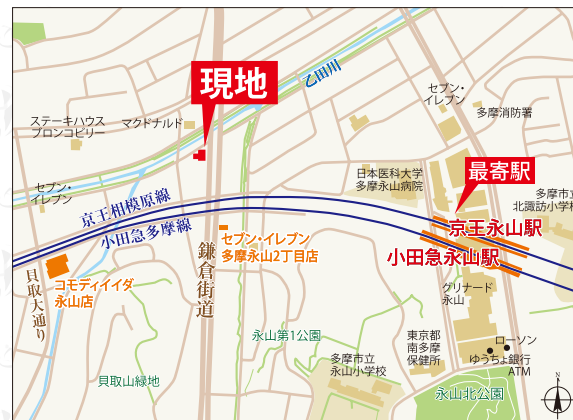 現地
乙田川
セブン・
イレブン
多摩消防署
ステーキハウス
ブロンコビリー
マクドナルド
日本医科大学
多摩永山病院
最寄駅
多摩市立
北諏訪小学校
セブン・
イレブン
京王相模原線
小田急多摩線
京王永山駅
小田急永山駅
セブン・イレブン
多摩永山2丁目店
鎌倉街道
コモディイイダ
永山店
貝取大通り
グリナード
永山
永山第1公園
東京都
南多摩
保健所
ローソン
ゆうちょ銀行
ATM
多摩市立
永山小学校
貝取山緑地
永山北公園
N